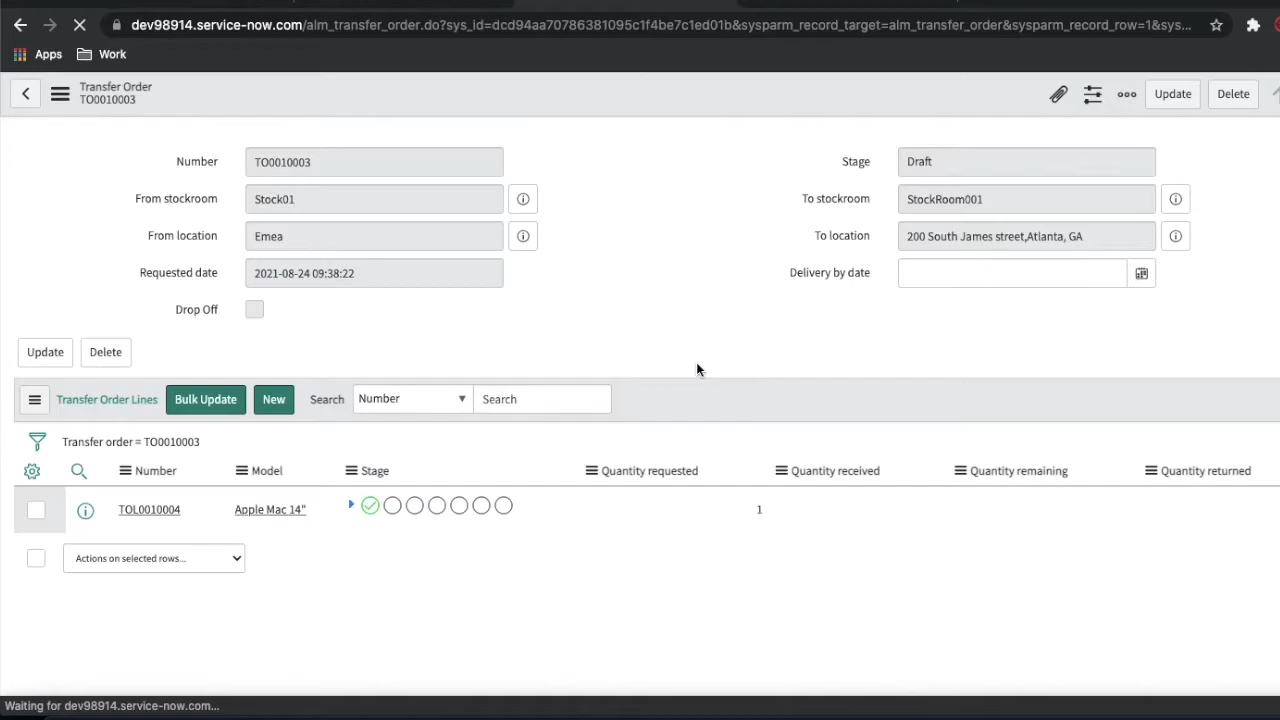 dev98914.service-now.com/alm_transfer_order.do?sys_id=dcd94aa70786381095c1f4be7c1ed01b&sysparm_record_target=alm_transfer_order&sysparm_record_row=1&sys...
Apps Work
Transfer Order
TO0010003
Update Delete
Number TO0010003 Stage Draft
From stockroom Stock01 To stockroom StockRoom001
From location Emea To location 200 South James street,Atlanta, GA
Requested date 2021-08-24 09:38:22 Delivery by date
Drop Off
Update Delete
Transfer Order Lines Bulk Update New Search Number Search
Transfer order = TO0010003
Number Model Stage Quantity requested Quantity received Quantity remaining Quantity returned
TOL0010004 Apple Mac 14" 1
Actions on selected rows...
Waiting for dev98914.service-now.com...